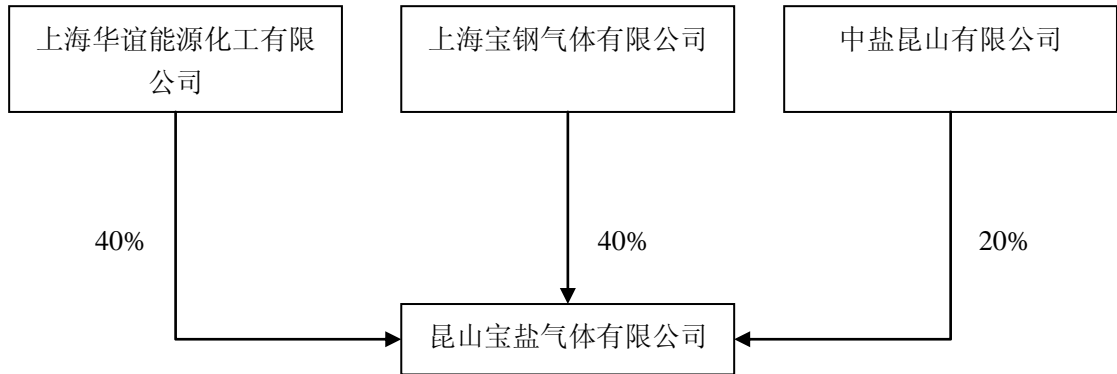 上海华谊能源化工有限
公司
上海宝钢气体有限公司
中盐昆山有限公司
40%
40%
20%
昆山宝盐气体有限公司